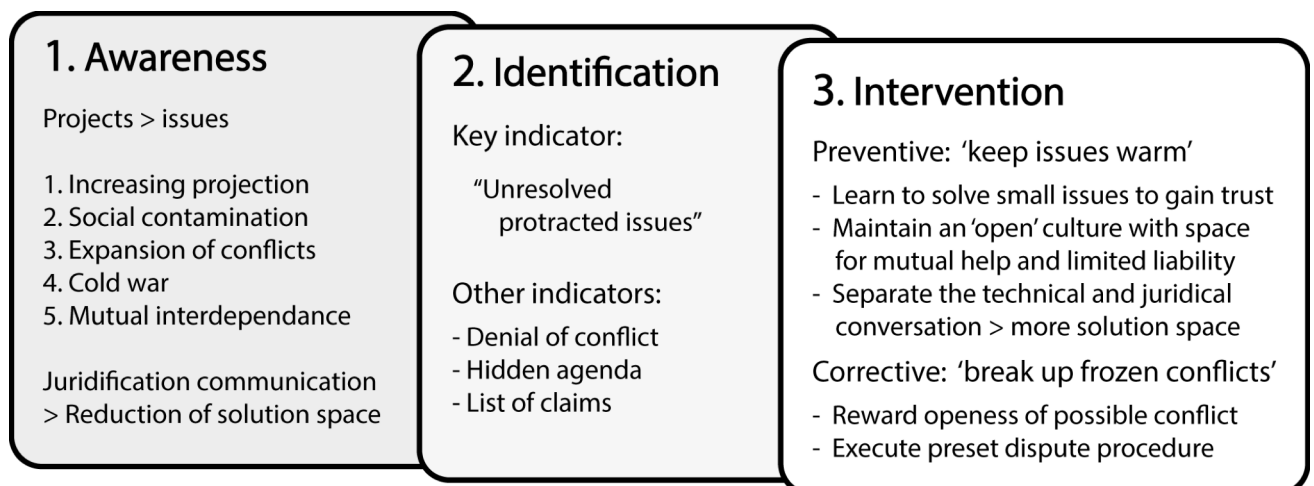 1. Awareness
Projects > issues
1. Increasing projection
2. Social contamination
3. Expansion of conflicts
4. Cold war
5. Mutual interdependance
Juridification communication
> Reduction of solution space
2. Identification
Key indicator:
“Unresolved
protracted issues”
Other indicators:
- Denial of conflict
- Hidden agenda
- List of claims
3. Intervention
Preventive: ‘keep issues warm’
- Learn to solve small issues to gain trust
- Maintain an ‘open’ culture with space
for mutual help and limited liability
- Separate the technical and juridical
conversation > more solution space
Corrective: ‘break up frozen conflicts’
- Reward openess of possible conflict
- Execute preset dispute procedure